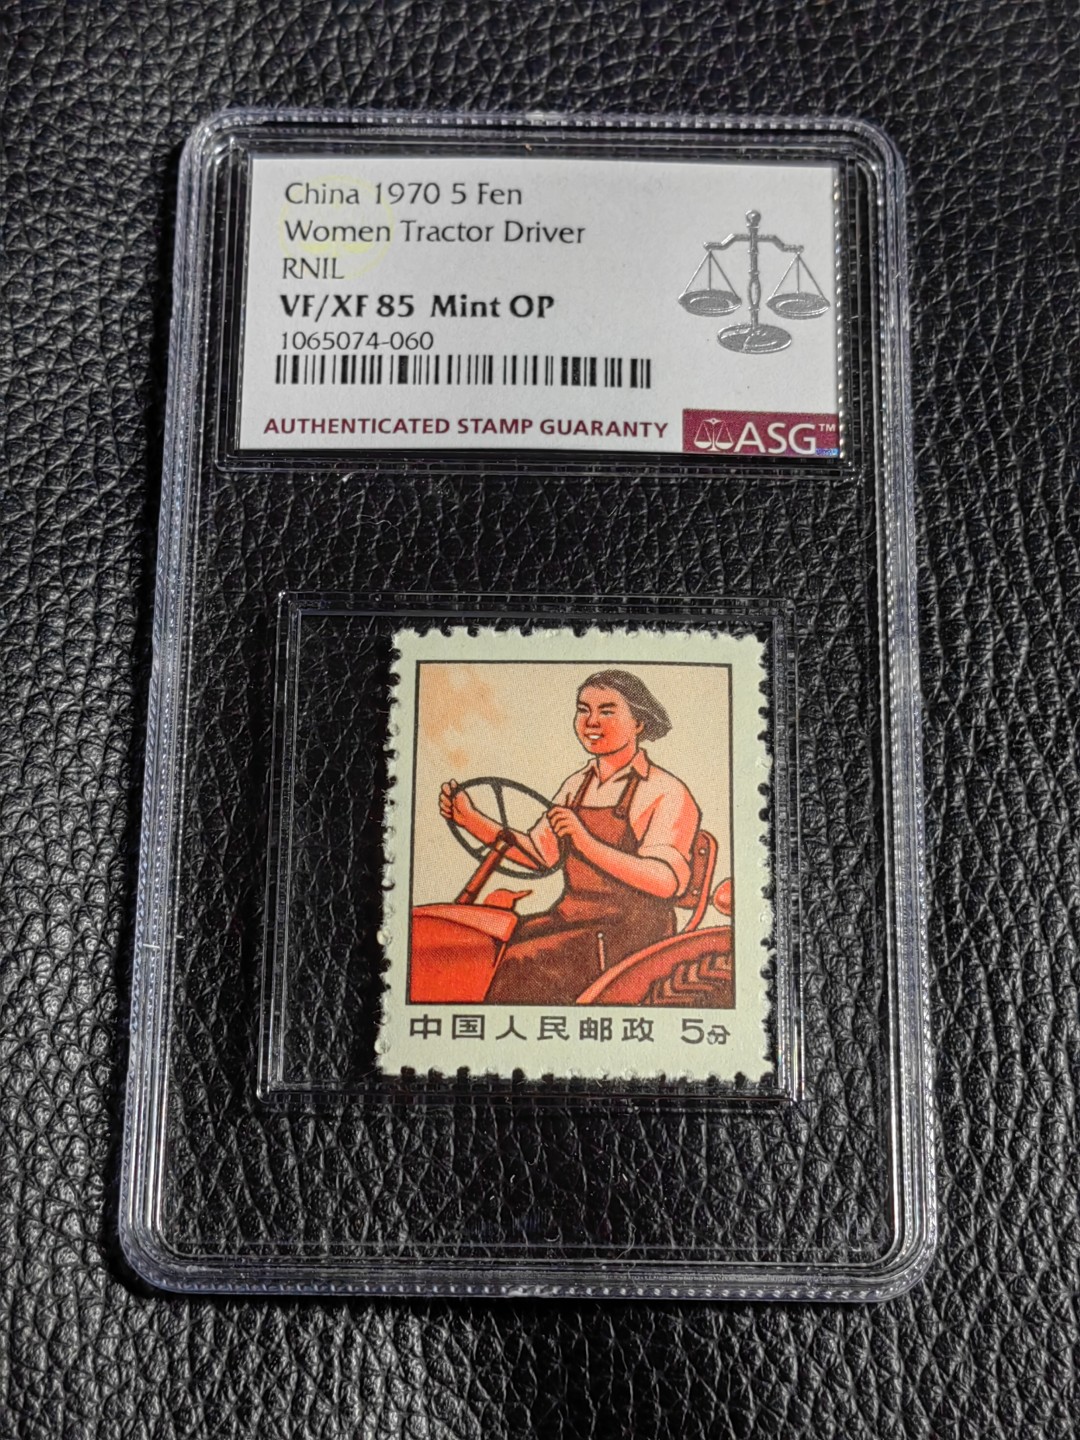 China 1970 5 Fen
Women Tractor Driver
RNIL
VF/XF 85 Mint OP
1065074-060
AUTHENTICATED STAMP GUARANTY
ASG™
中国人民邮政 5分